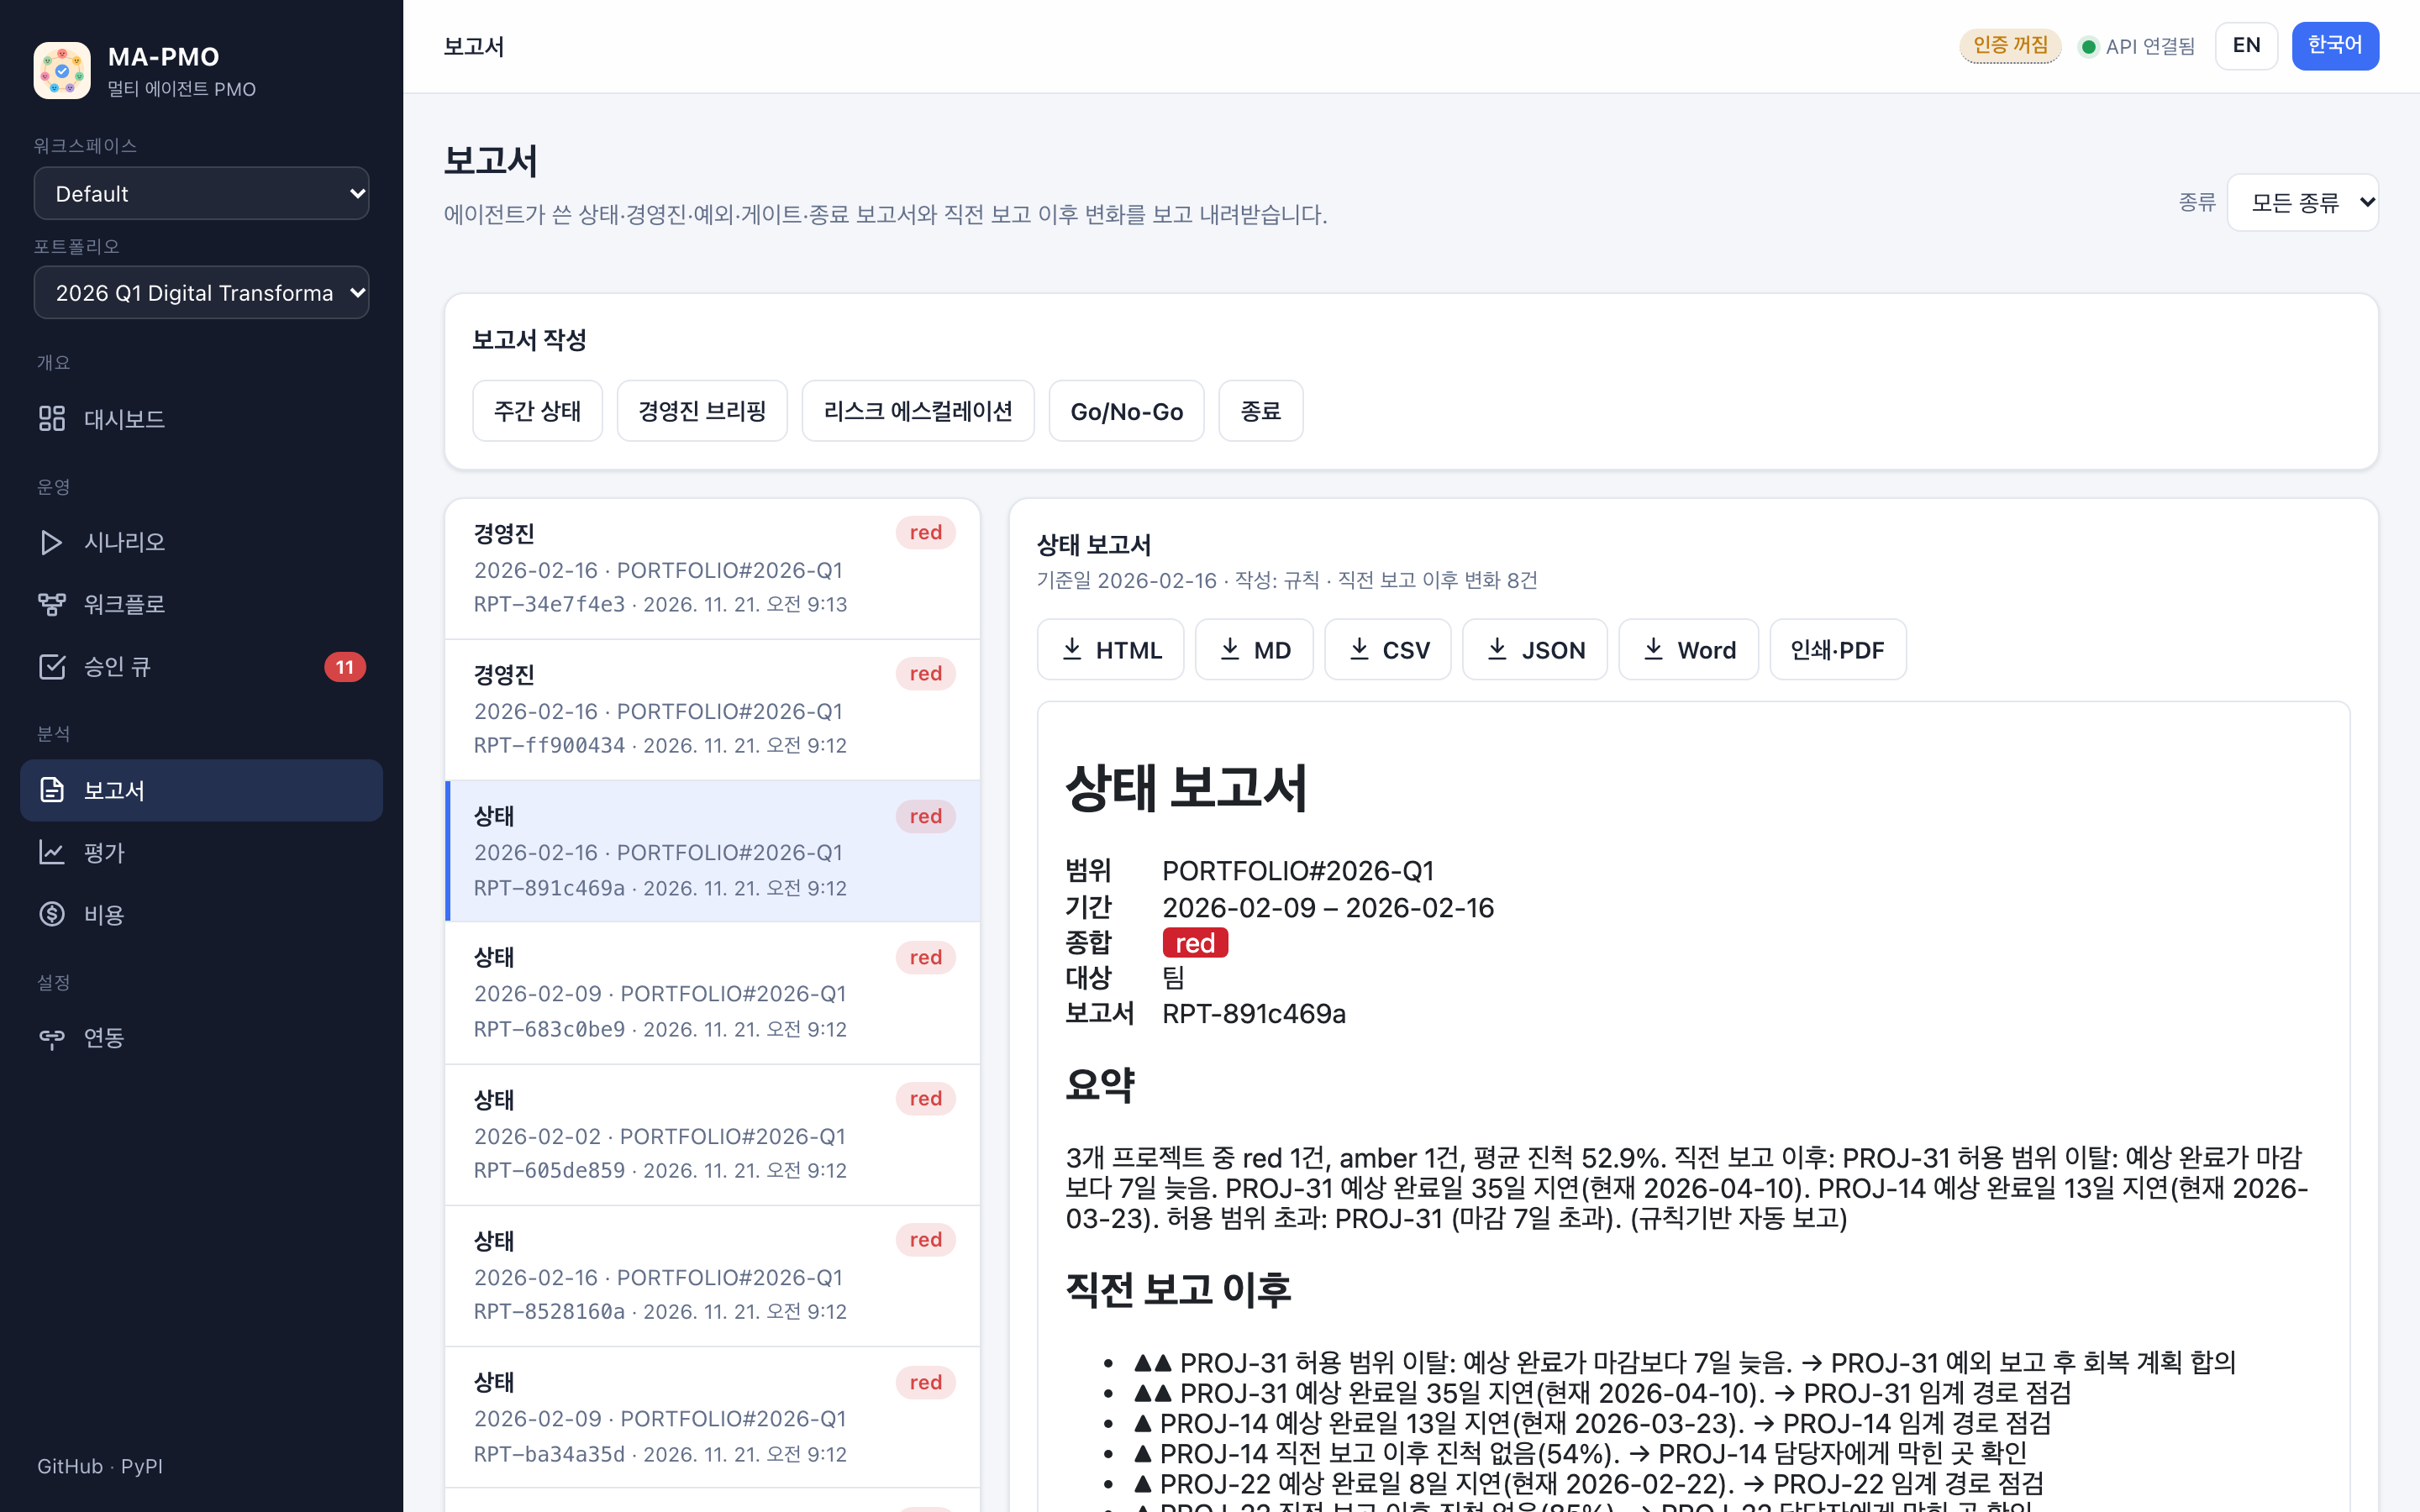 MA-PMO
멀티 에이전트 PMO
워크스페이스
Default
포트폴리오
2026 Q1 Digital Transforma
개요
대시보드
운영
시나리오
워크플로
승인 큐
11
분석
보고서
평가
비용
설정
연동
GitHub · PyPI
보고서
인증 꺼짐
API 연결됨
EN
한국어
보고서
에이전트가 쓴 상태·경영진·예외·게이트·종료 보고서와 직전 보고 이후 변화를 보고 내려받습니다.
종류
모든 종류
보고서 작성
주간 상태
경영진 브리핑
리스크 에스컬레이션
Go/No-Go
종료
경영진
red
2026-02-16 · PORTFOLIO#2026-Q1
RPT-34e7f4e3 · 2026. 11. 21. 오전 9:13
경영진
red
2026-02-16 · PORTFOLIO#2026-Q1
RPT-ff900434 · 2026. 11. 21. 오전 9:12
상태
red
2026-02-16 · PORTFOLIO#2026-Q1
RPT-891c469a · 2026. 11. 21. 오전 9:12
상태
red
2026-02-09 · PORTFOLIO#2026-Q1
RPT-683c0be9 · 2026. 11. 21. 오전 9:12
상태
red
2026-02-02 · PORTFOLIO#2026-Q1
RPT-605de859 · 2026. 11. 21. 오전 9:12
상태
red
2026-02-16 · PORTFOLIO#2026-Q1
RPT-8528160a · 2026. 11. 21. 오전 9:12
상태
red
2026-02-09 · PORTFOLIO#2026-Q1
RPT-ba34a35d · 2026. 11. 21. 오전 9:12
상태 보고서
기준일 2026-02-16 · 작성: 규칙 · 직전 보고 이후 변화 8건
HTML
MD
CSV
JSON
Word
인쇄·PDF
상태 보고서
범위 PORTFOLIO#2026-Q1
기간 2026-02-09 – 2026-02-16
종합 red
대상 팀
보고서 RPT-891c469a
요약
3개 프로젝트 중 red 1건, amber 1건, 평균 진척 52.9%. 직전 보고 이후: PROJ-31 허용 범위 이탈: 예상 완료가 마감
보다 7일 늦음. PROJ-31 예상 완료일 35일 지연(현재 2026-04-10). PROJ-14 예상 완료일 13일 지연(현재 2026-
03-23). 허용 범위 초과: PROJ-31 (마감 7일 초과). (규칙기반 자동 보고)
직전 보고 이후
• ▲▲ PROJ-31 허용 범위 이탈: 예상 완료가 마감보다 7일 늦음. → PROJ-31 예외 보고 후 회복 계획 합의
• ▲▲ PROJ-31 예상 완료일 35일 지연(현재 2026-04-10). → PROJ-31 임계 경로 점검
• ▲ PROJ-14 예상 완료일 13일 지연(현재 2026-03-23). → PROJ-14 임계 경로 점검
• ▲ PROJ-14 직전 보고 이후 진척 없음(54%). → PROJ-14 담당자에게 막힌 곳 확인
• ▲ PROJ-22 예상 완료일 8일 지연(현재 2026-02-22). → PROJ-22 임계 경로 점검
• ▲ PROJ-22 직전 보고 이후 진척 없음(85%). → PROJ-22 담당자에게 막힌 곳 확인